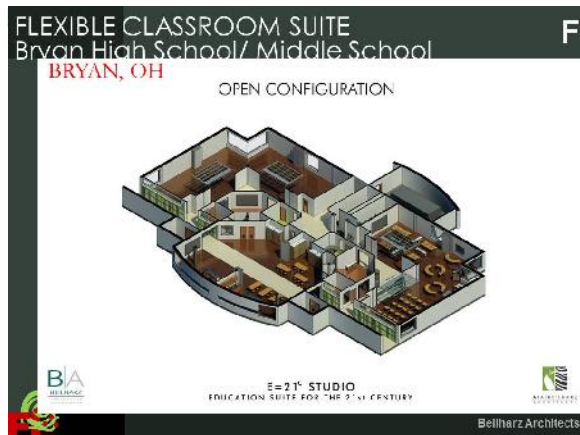 FLEXIBLE CLASSROOM SUITE
F
Bryan High School/ Middle School
BRYAN, OH
OPEN CONFIGURATION
B|A
BEILHARZ
E=21ˢᵗ STUDIO
EDUCATION SUITE FOR THE 21st CENTURY
Beilharz Architects